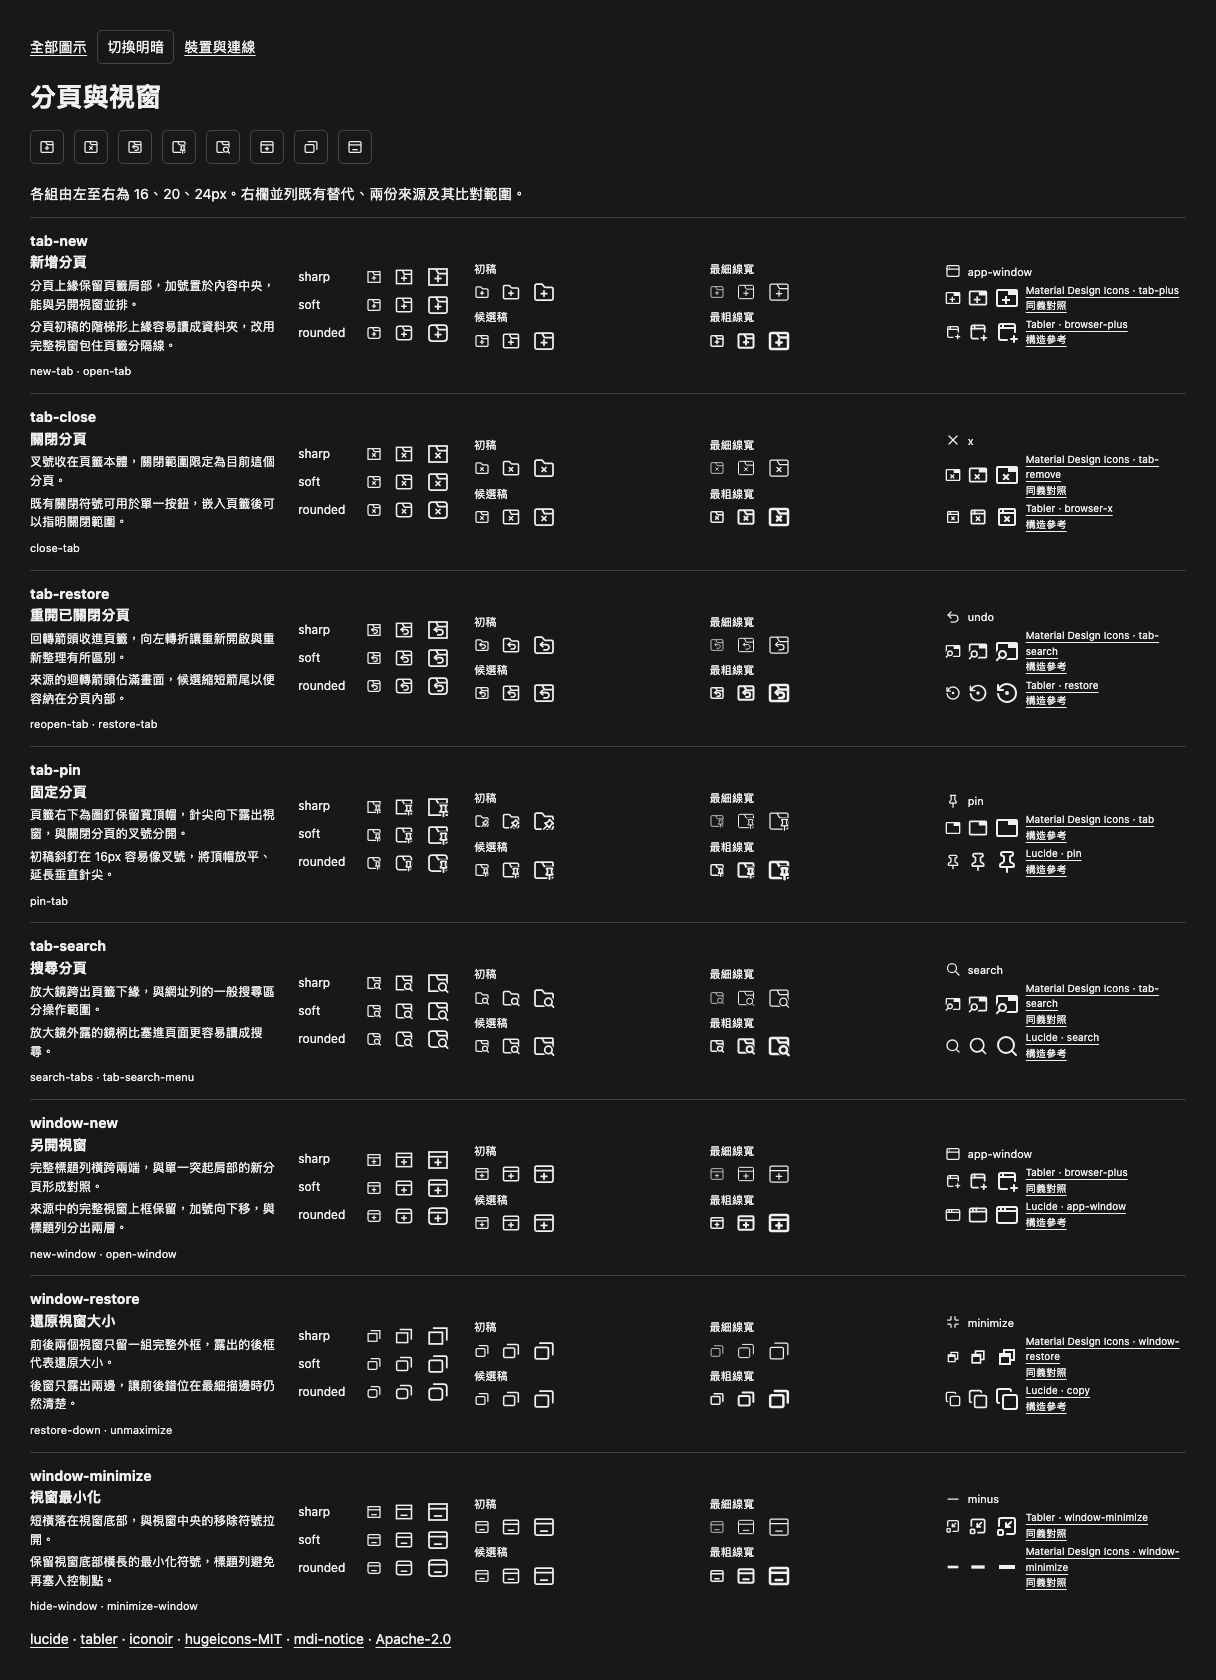 全部圖示 切換明暗 裝置與連線
分頁與視窗
各組由左至右為 16、20、24px。右欄並列既有替代、兩份來源及其比對範圍。
tab-new
新增分頁
分頁上緣保留頁籤肩部，加號置於內容中央，
能與另開視窗並排。
分頁初稿的階梯形上緣容易讀成資料夾，改用
完整視窗包住頁籤分隔線。
new-tab · open-tab
sharp
soft
rounded
初稿
候選稿
最細線寬
最粗線寬
app-window
Material Design Icons · tab-plus
同義對照
Tabler · browser-plus
構造參考
tab-close
關閉分頁
叉號收在頁籤本體，關閉範圍限定為目前這個
分頁。
既有關閉符號可用於單一按鈕，嵌入頁籤後可
以指明關閉範圍。
close-tab
sharp
soft
rounded
初稿
候選稿
最細線寬
最粗線寬
x
Material Design Icons · tab-
remove
同義對照
Tabler · browser-x
構造參考
tab-restore
重開已關閉分頁
回轉箭頭收進頁籤，向左轉折讓重新開啟與重
新整理有所區別。
來源的迴轉箭頭佔滿畫面，候選縮短箭尾以便
容納在分頁內部。
reopen-tab · restore-tab
sharp
soft
rounded
初稿
候選稿
最細線寬
最粗線寬
undo
Material Design Icons · tab-
search
構造參考
Tabler · restore
構造參考
tab-pin
固定分頁
頁籤右下為圖釘保留寬頂帽，針尖向下露出視
窗，與關閉分頁的叉號分開。
初稿斜釘在 16px 容易像叉號，將頂帽放平、
延長垂直針尖。
pin-tab
sharp
soft
rounded
初稿
候選稿
最細線寬
最粗線寬
pin
Material Design Icons · tab
構造參考
Lucide · pin
構造參考
tab-search
搜尋分頁
放大鏡跨出頁籤下緣，與網址列的一般搜尋區
分操作範圍。
放大鏡外露的鏡柄比塞進頁面更容易讀成搜
尋。
search-tabs · tab-search-menu
sharp
soft
rounded
初稿
候選稿
最細線寬
最粗線寬
search
Material Design Icons · tab-
search
同義對照
Lucide · search
構造參考
window-new
另開視窗
完整標題列橫跨兩端，與單一突起肩部的新分
頁形成對照。
來源中的完整視窗上框保留，加號向下移，與
標題列分出兩層。
new-window · open-window
sharp
soft
rounded
初稿
候選稿
最細線寬
最粗線寬
app-window
Tabler · browser-plus
同義對照
Lucide · app-window
構造參考
window-restore
還原視窗大小
前後兩個視窗只留一組完整外框，露出的後框
代表還原大小。
後窗只露出兩邊，讓前後錯位在最細描邊時仍
然清楚。
restore-down · unmaximize
sharp
soft
rounded
初稿
候選稿
最細線寬
最粗線寬
minimize
Material Design Icons · window-
restore
同義對照
Lucide · copy
構造參考
window-minimize
視窗最小化
短橫落在視窗底部，與視窗中央的移除符號拉
開。
保留視窗底部橫長的最小化符號，標題列避免
再塞入控制點。
hide-window · minimize-window
sharp
soft
rounded
初稿
候選稿
最細線寬
最粗線寬
minus
Tabler · window-minimize
同義對照
Material Design Icons · window-
minimize
同義對照
lucide · tabler · iconoir · hugeicons-MIT · mdi-notice · Apache-2.0